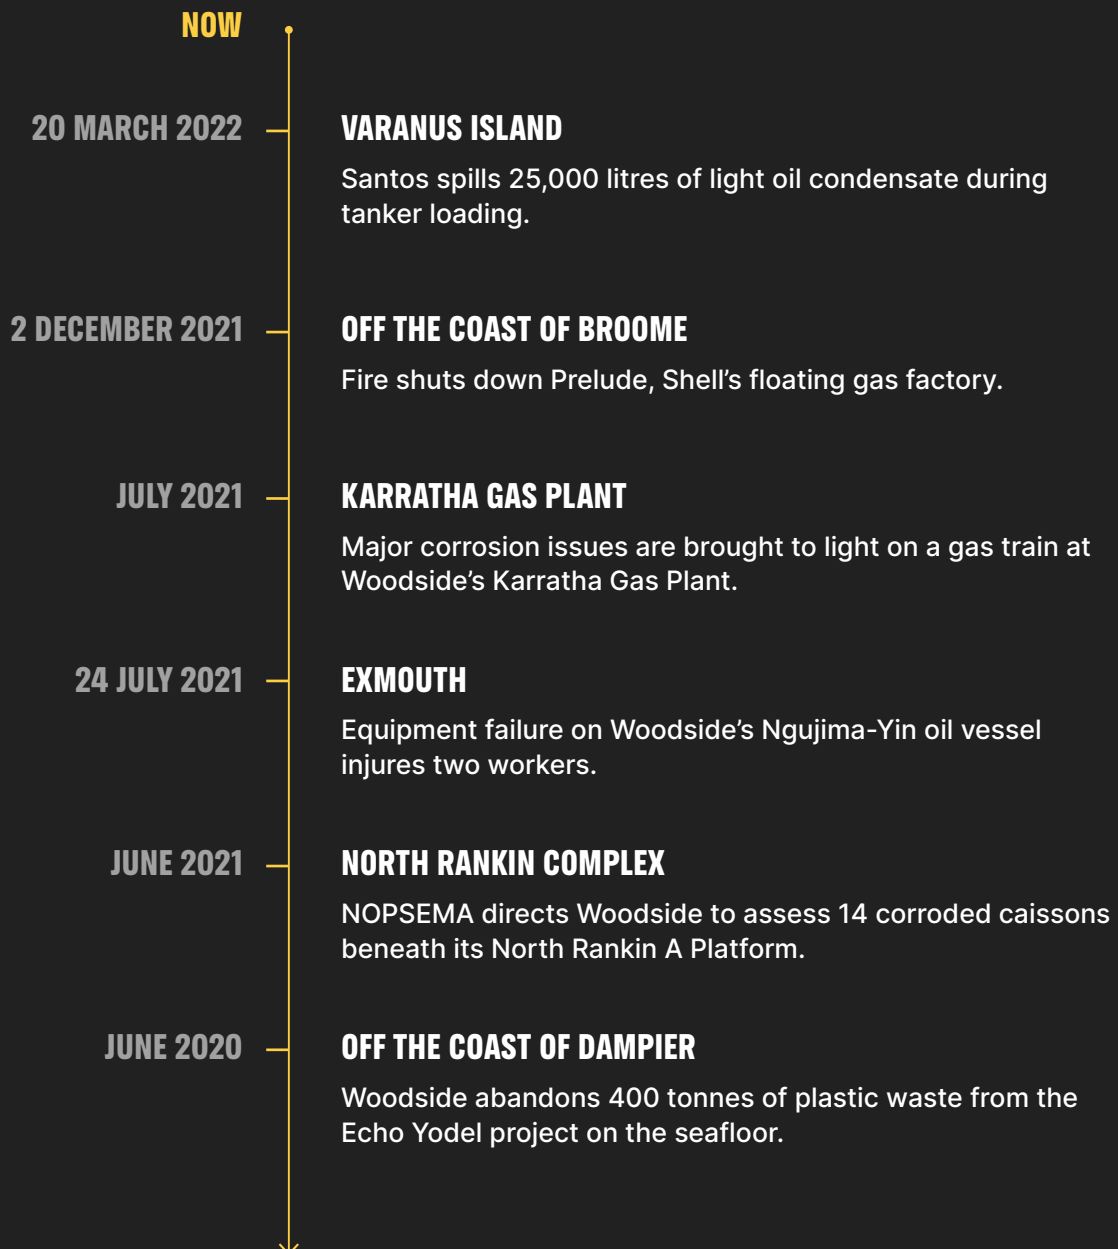 NOW
20 MARCH 2022
VARANUS ISLAND
Santos spills 25,000 litres of light oil condensate during
tanker loading.
2 DECEMBER 2021
OFF THE COAST OF BROOME
Fire shuts down Prelude, Shell’s floating gas factory.
JULY 2021
KARRATHA GAS PLANT
Major corrosion issues are brought to light on a gas train at
Woodside’s Karratha Gas Plant.
24 JULY 2021
EXMOUTH
Equipment failure on Woodside’s Ngujima-Yin oil vessel
injures two workers.
JUNE 2021
NORTH RANKIN COMPLEX
NOPSEMA directs Woodside to assess 14 corroded caissons
beneath its North Rankin A Platform.
JUNE 2020
OFF THE COAST OF DAMPIER
Woodside abandons 400 tonnes of plastic waste from the
Echo Yodel project on the seafloor.